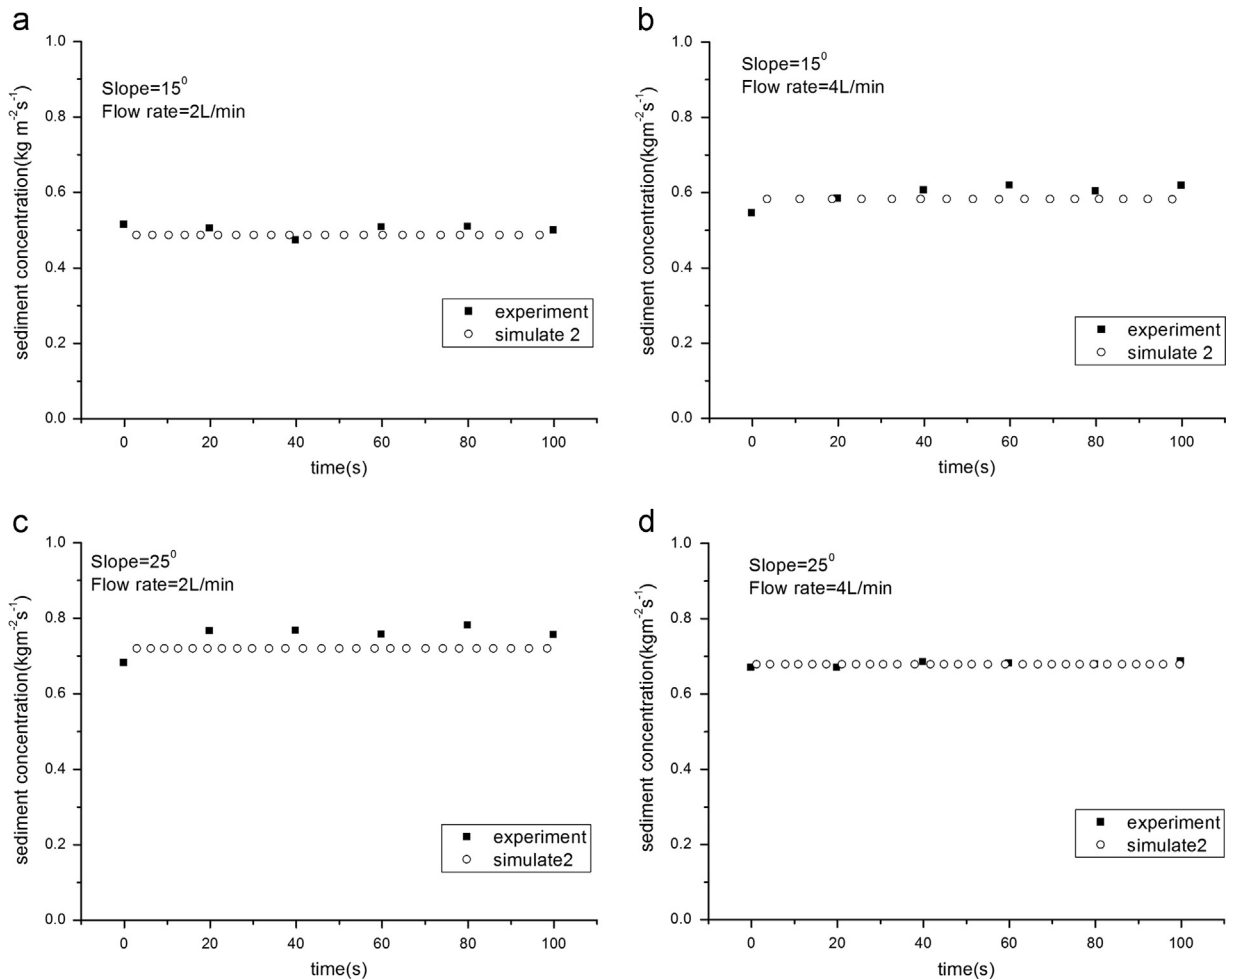 a
1.0
0.8
0.6
0.4
0.2
0.0
sediment concentration(kg m⁻²s⁻¹)
Slope=15⁰
Flow rate=2L/min
experiment
simulate 2
0 20 40 60 80 100
time(s)
b
1.0
0.8
0.6
0.4
0.2
0.0
sediment concentration(kgm⁻²s⁻¹)
Slope=15⁰
Flow rate=4L/min
experiment
simulate 2
0 20 40 60 80 100
time(s)
c
1.0
0.8
0.6
0.4
0.2
0.0
sediment concentration(kgm⁻²s⁻¹)
Slope=25⁰
Flow rate=2L/min
experiment
simulate2
0 20 40 60 80 100
time(s)
d
1.0
0.8
0.6
0.4
0.2
0.0
sediment concentration(kgm⁻²s⁻¹)
Slope=25⁰
Flow rate=4L/min
experiment
simulate2
0 20 40 60 80 100
time(s)